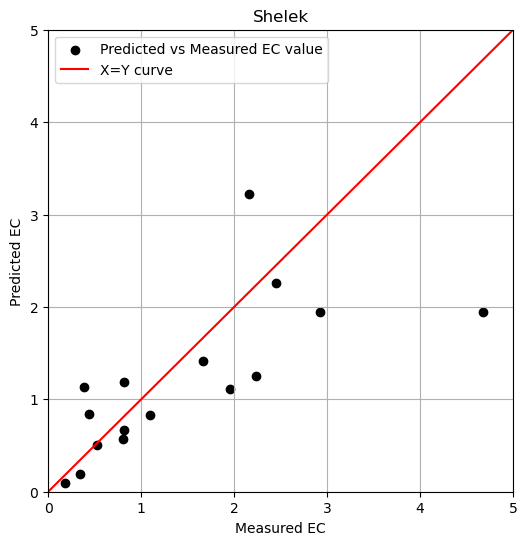 Shelek
Predicted vs Measured EC value
X=Y curve
5
4
3
2
1
0
Predicted EC
0 1 2 3 4 5
Measured EC